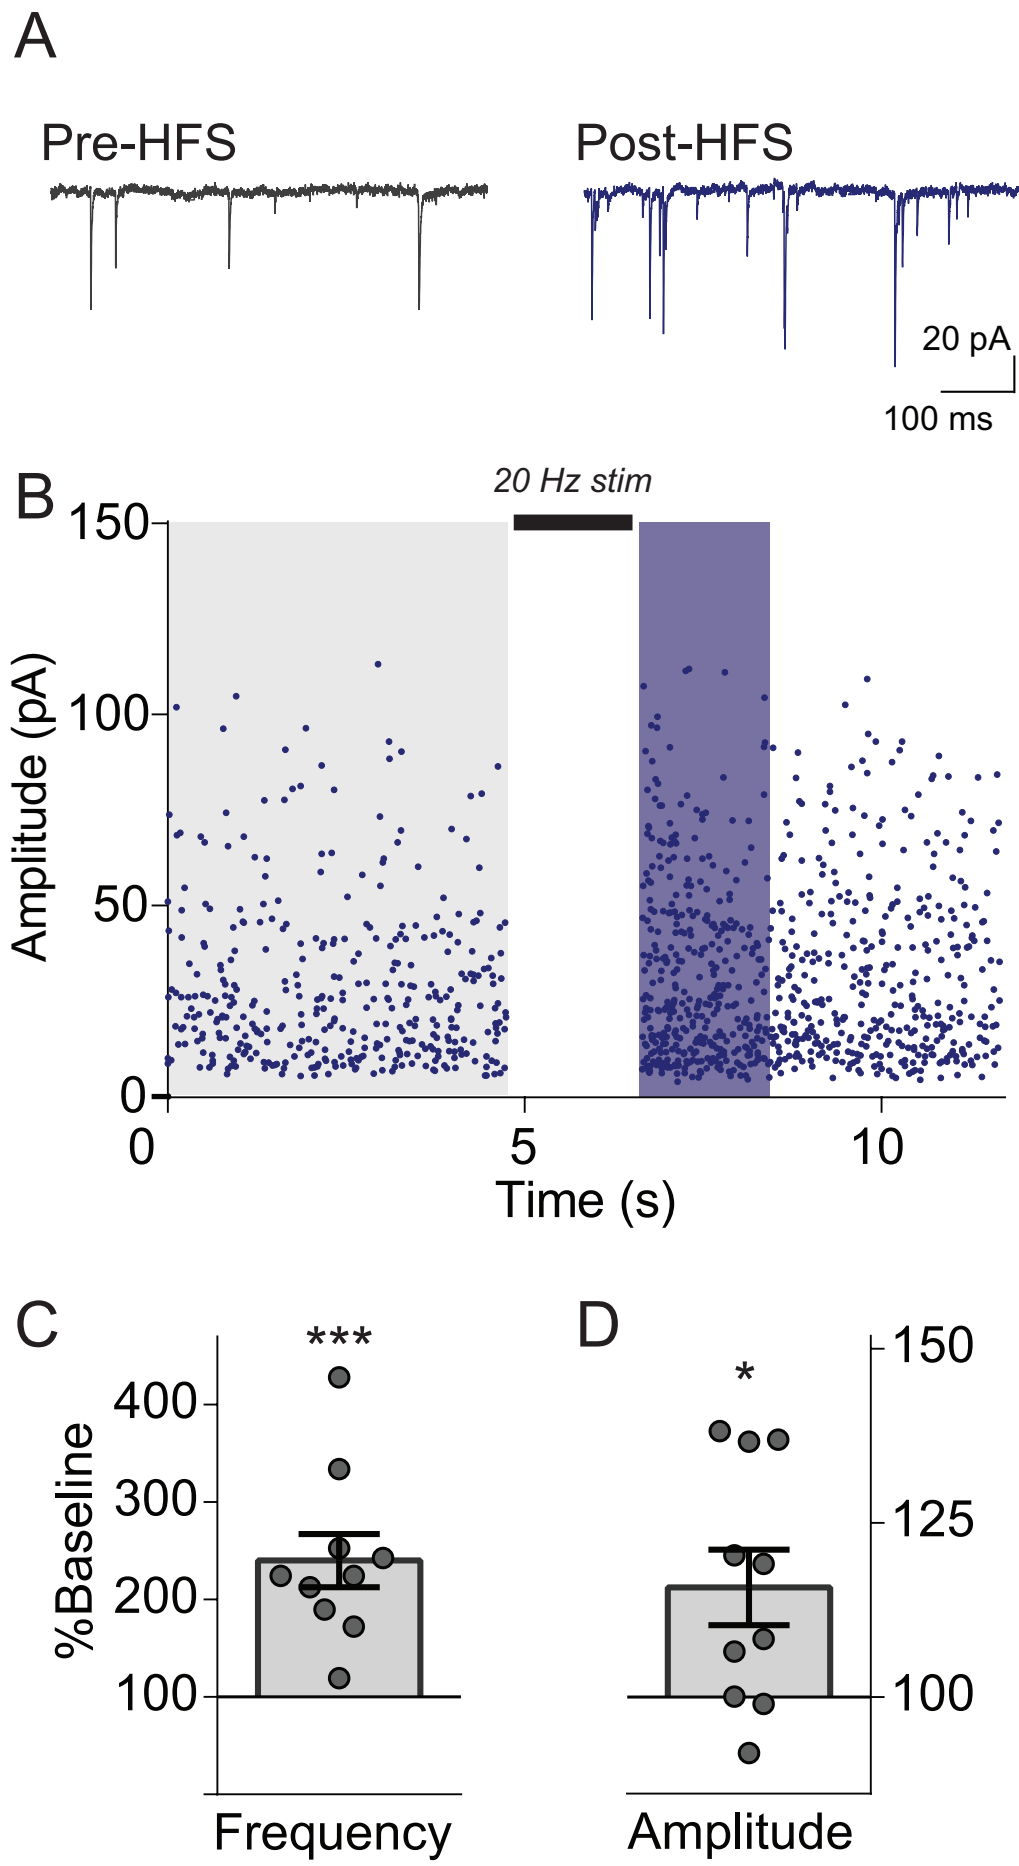 A
Pre-HFS
Post-HFS
20 pA
100 ms
B
20 Hz stim
150
100
50
0
Amplitude (pA)
0
5
10
Time (s)
C
***
400
300
200
100
%Baseline
Frequency
D
*
150
125
100
Amplitude